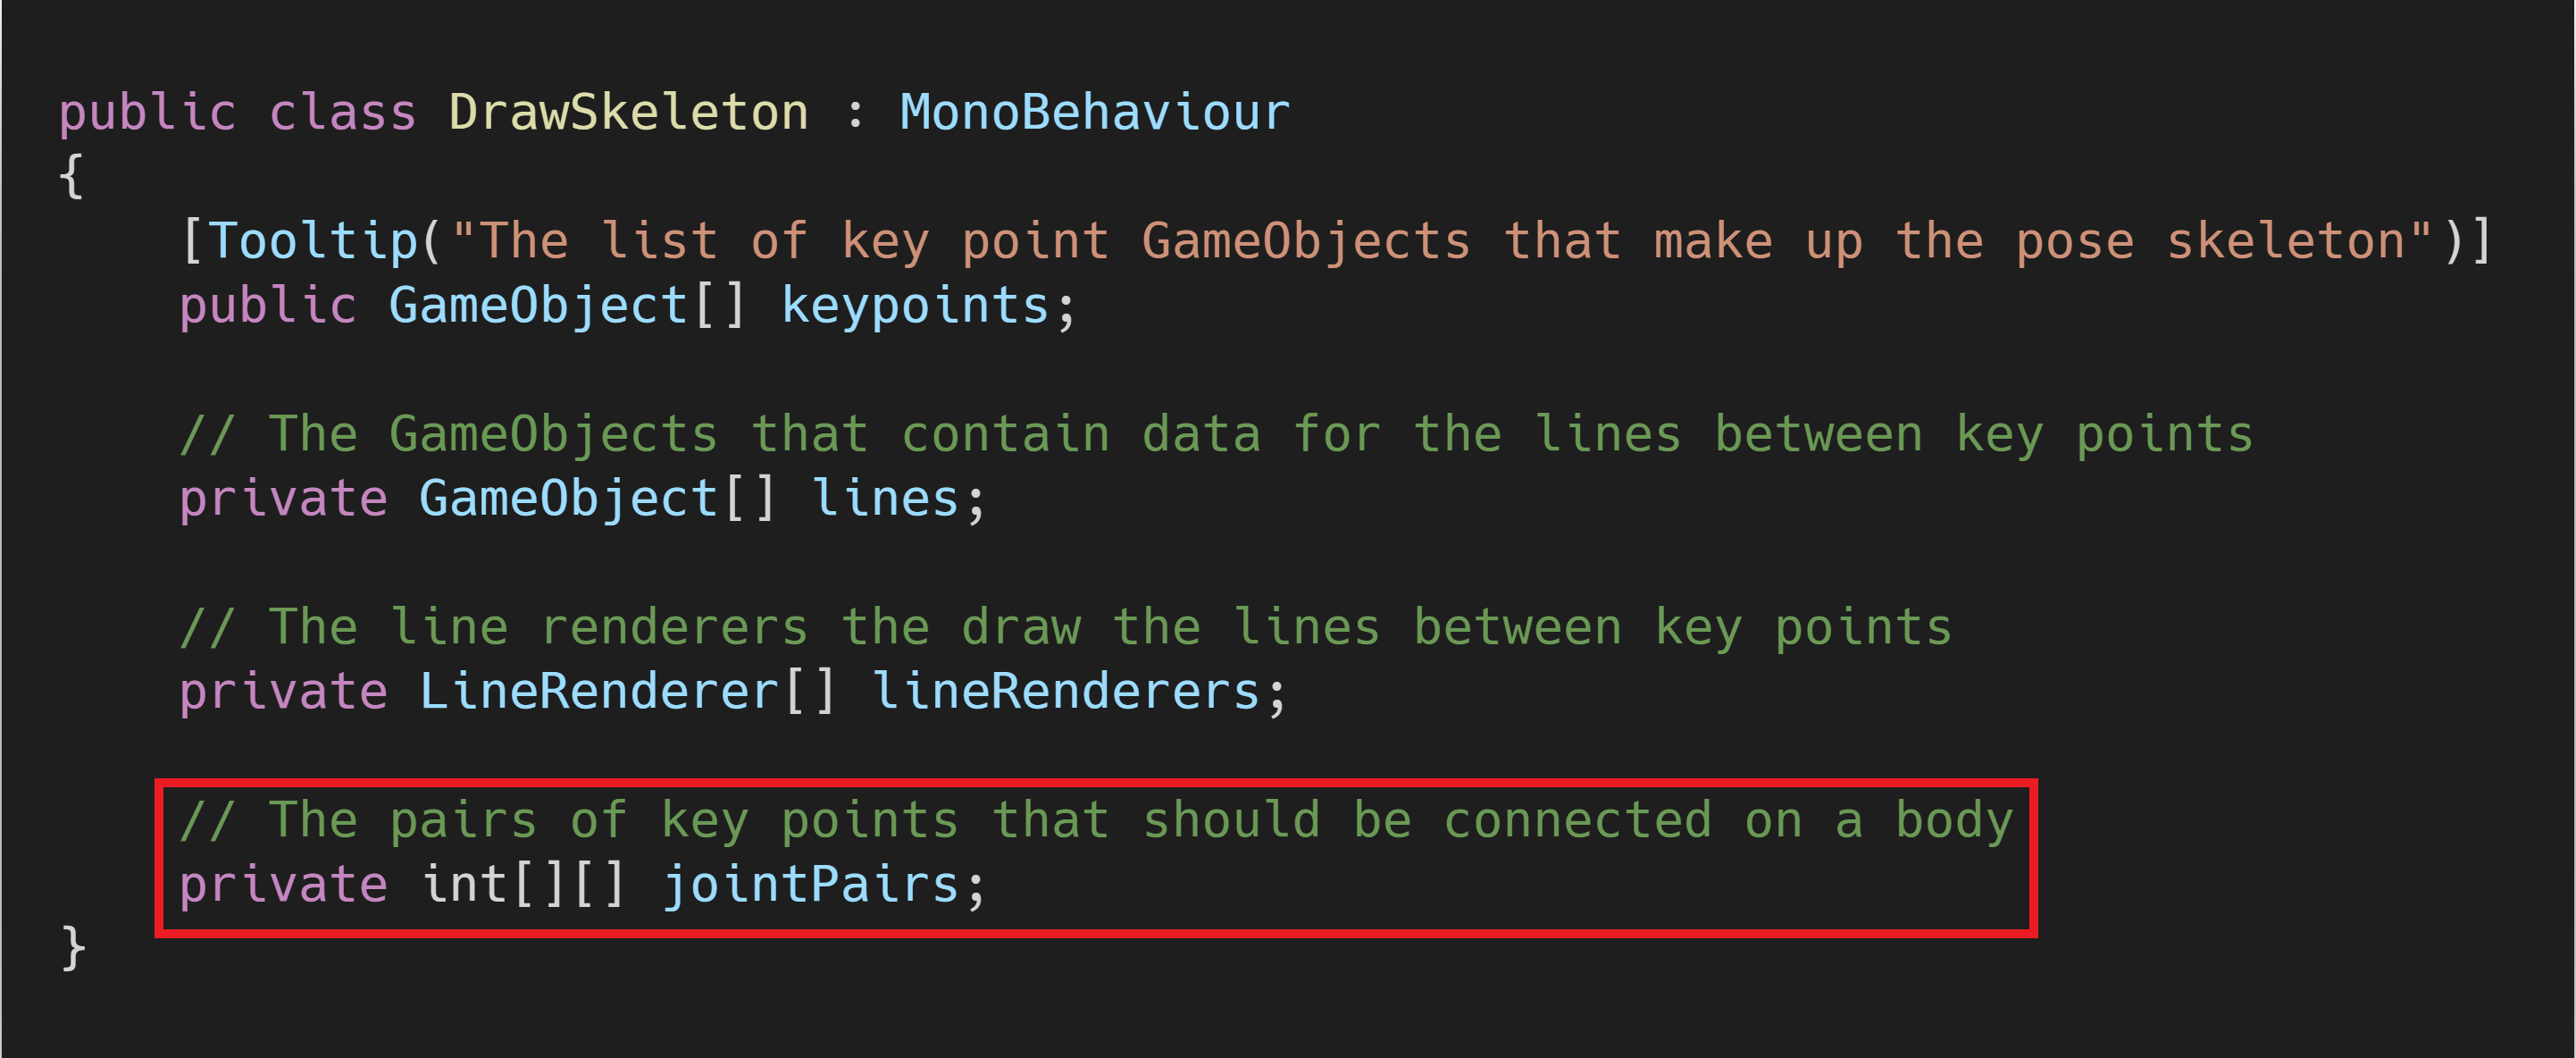 public class DrawSkeleton : MonoBehaviour
{
    [Tooltip("The list of key point GameObjects that make up the pose skeleton")]
    public GameObject[] keypoints;

    // The GameObjects that contain data for the lines between key points
    private GameObject[] lines;

    // The line renderers the draw the lines between key points
    private LineRenderer[] lineRenderers;

    // The pairs of key points that should be connected on a body
    private int[][] jointPairs;
}